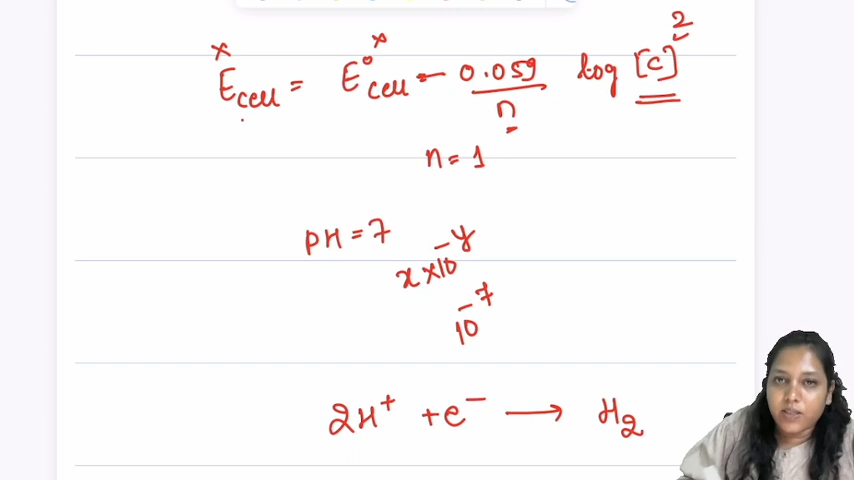 E cell = E° cell - 0.059/n log [c]²
n = 1
pH = 7
x × 10⁻ʸ
10⁻⁷
2H⁺ + e⁻ → H₂